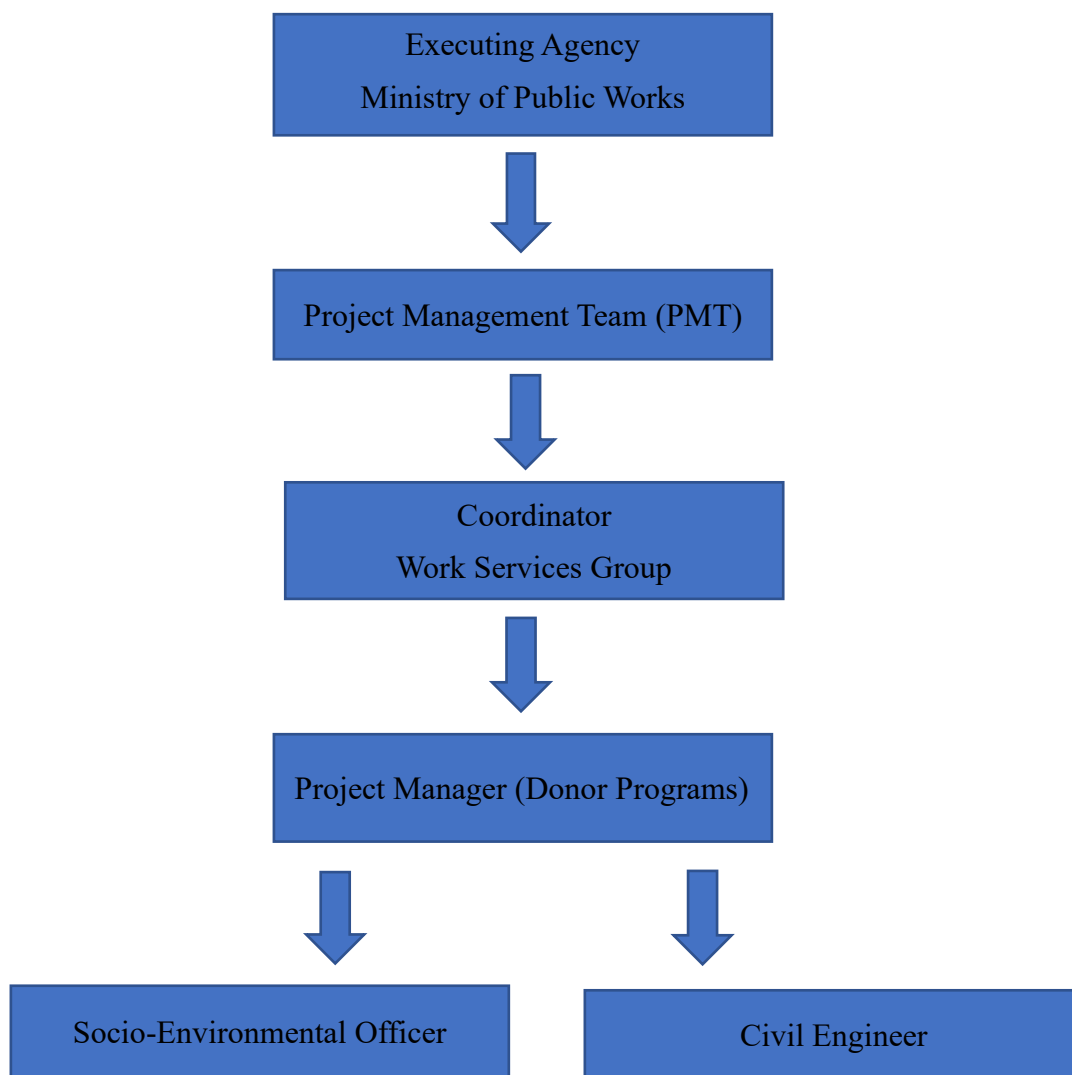 Executing Agency
Ministry of Public Works
Project Management Team (PMT)
Coordinator
Work Services Group
Project Manager (Donor Programs)
Socio-Environmental Officer
Civil Engineer